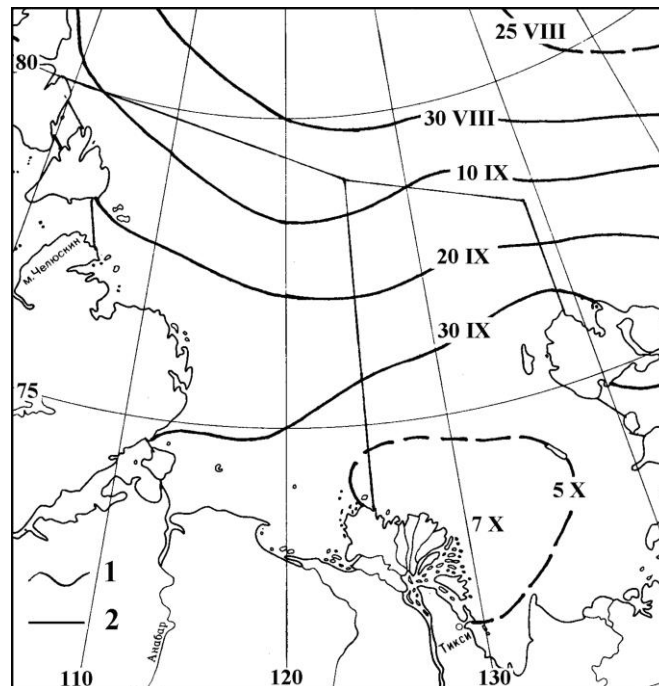 25 VIII
80
30 VIII
10 IX
м. Челюскин
20 IX
30 IX
75
5 X
7 X
1
2
Анабар
Тикси
110
120
130